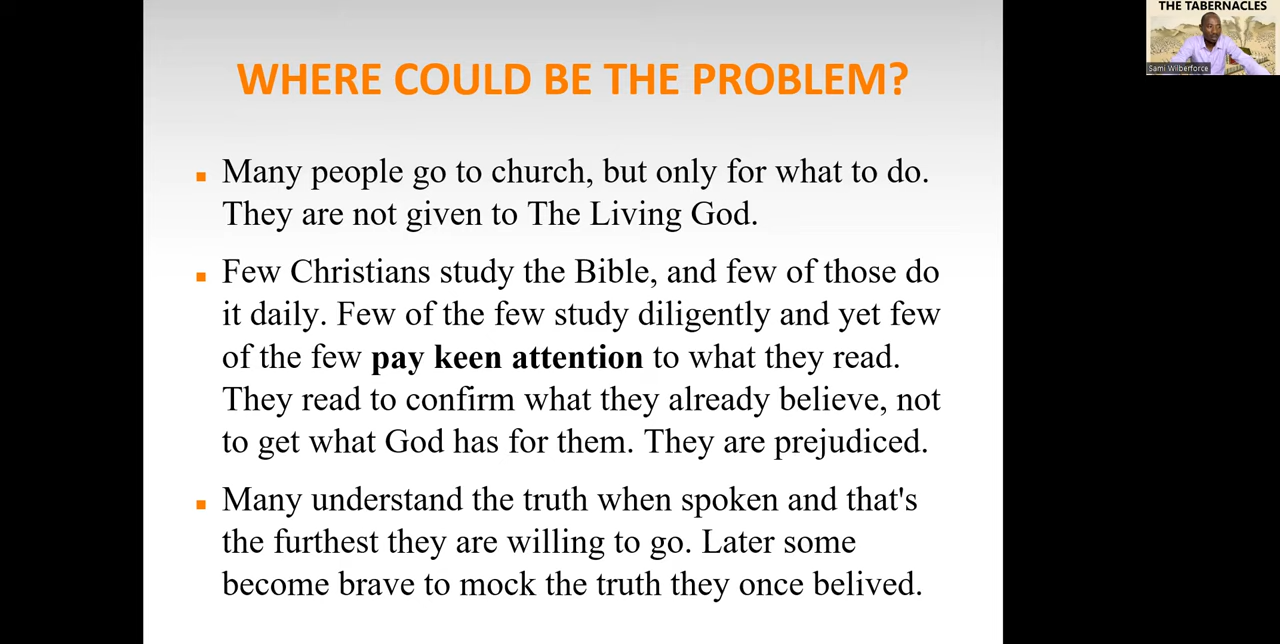 THE TABERNACLES
Sami Wilberforce
WHERE COULD BE THE PROBLEM?
Many people go to church, but only for what to do.
They are not given to The Living God.
Few Christians study the Bible, and few of those do
it daily. Few of the few study diligently and yet few
of the few pay keen attention to what they read.
They read to confirm what they already believe, not
to get what God has for them. They are prejudiced.
Many understand the truth when spoken and that's
the furthest they are willing to go. Later some
become brave to mock the truth they once belived.